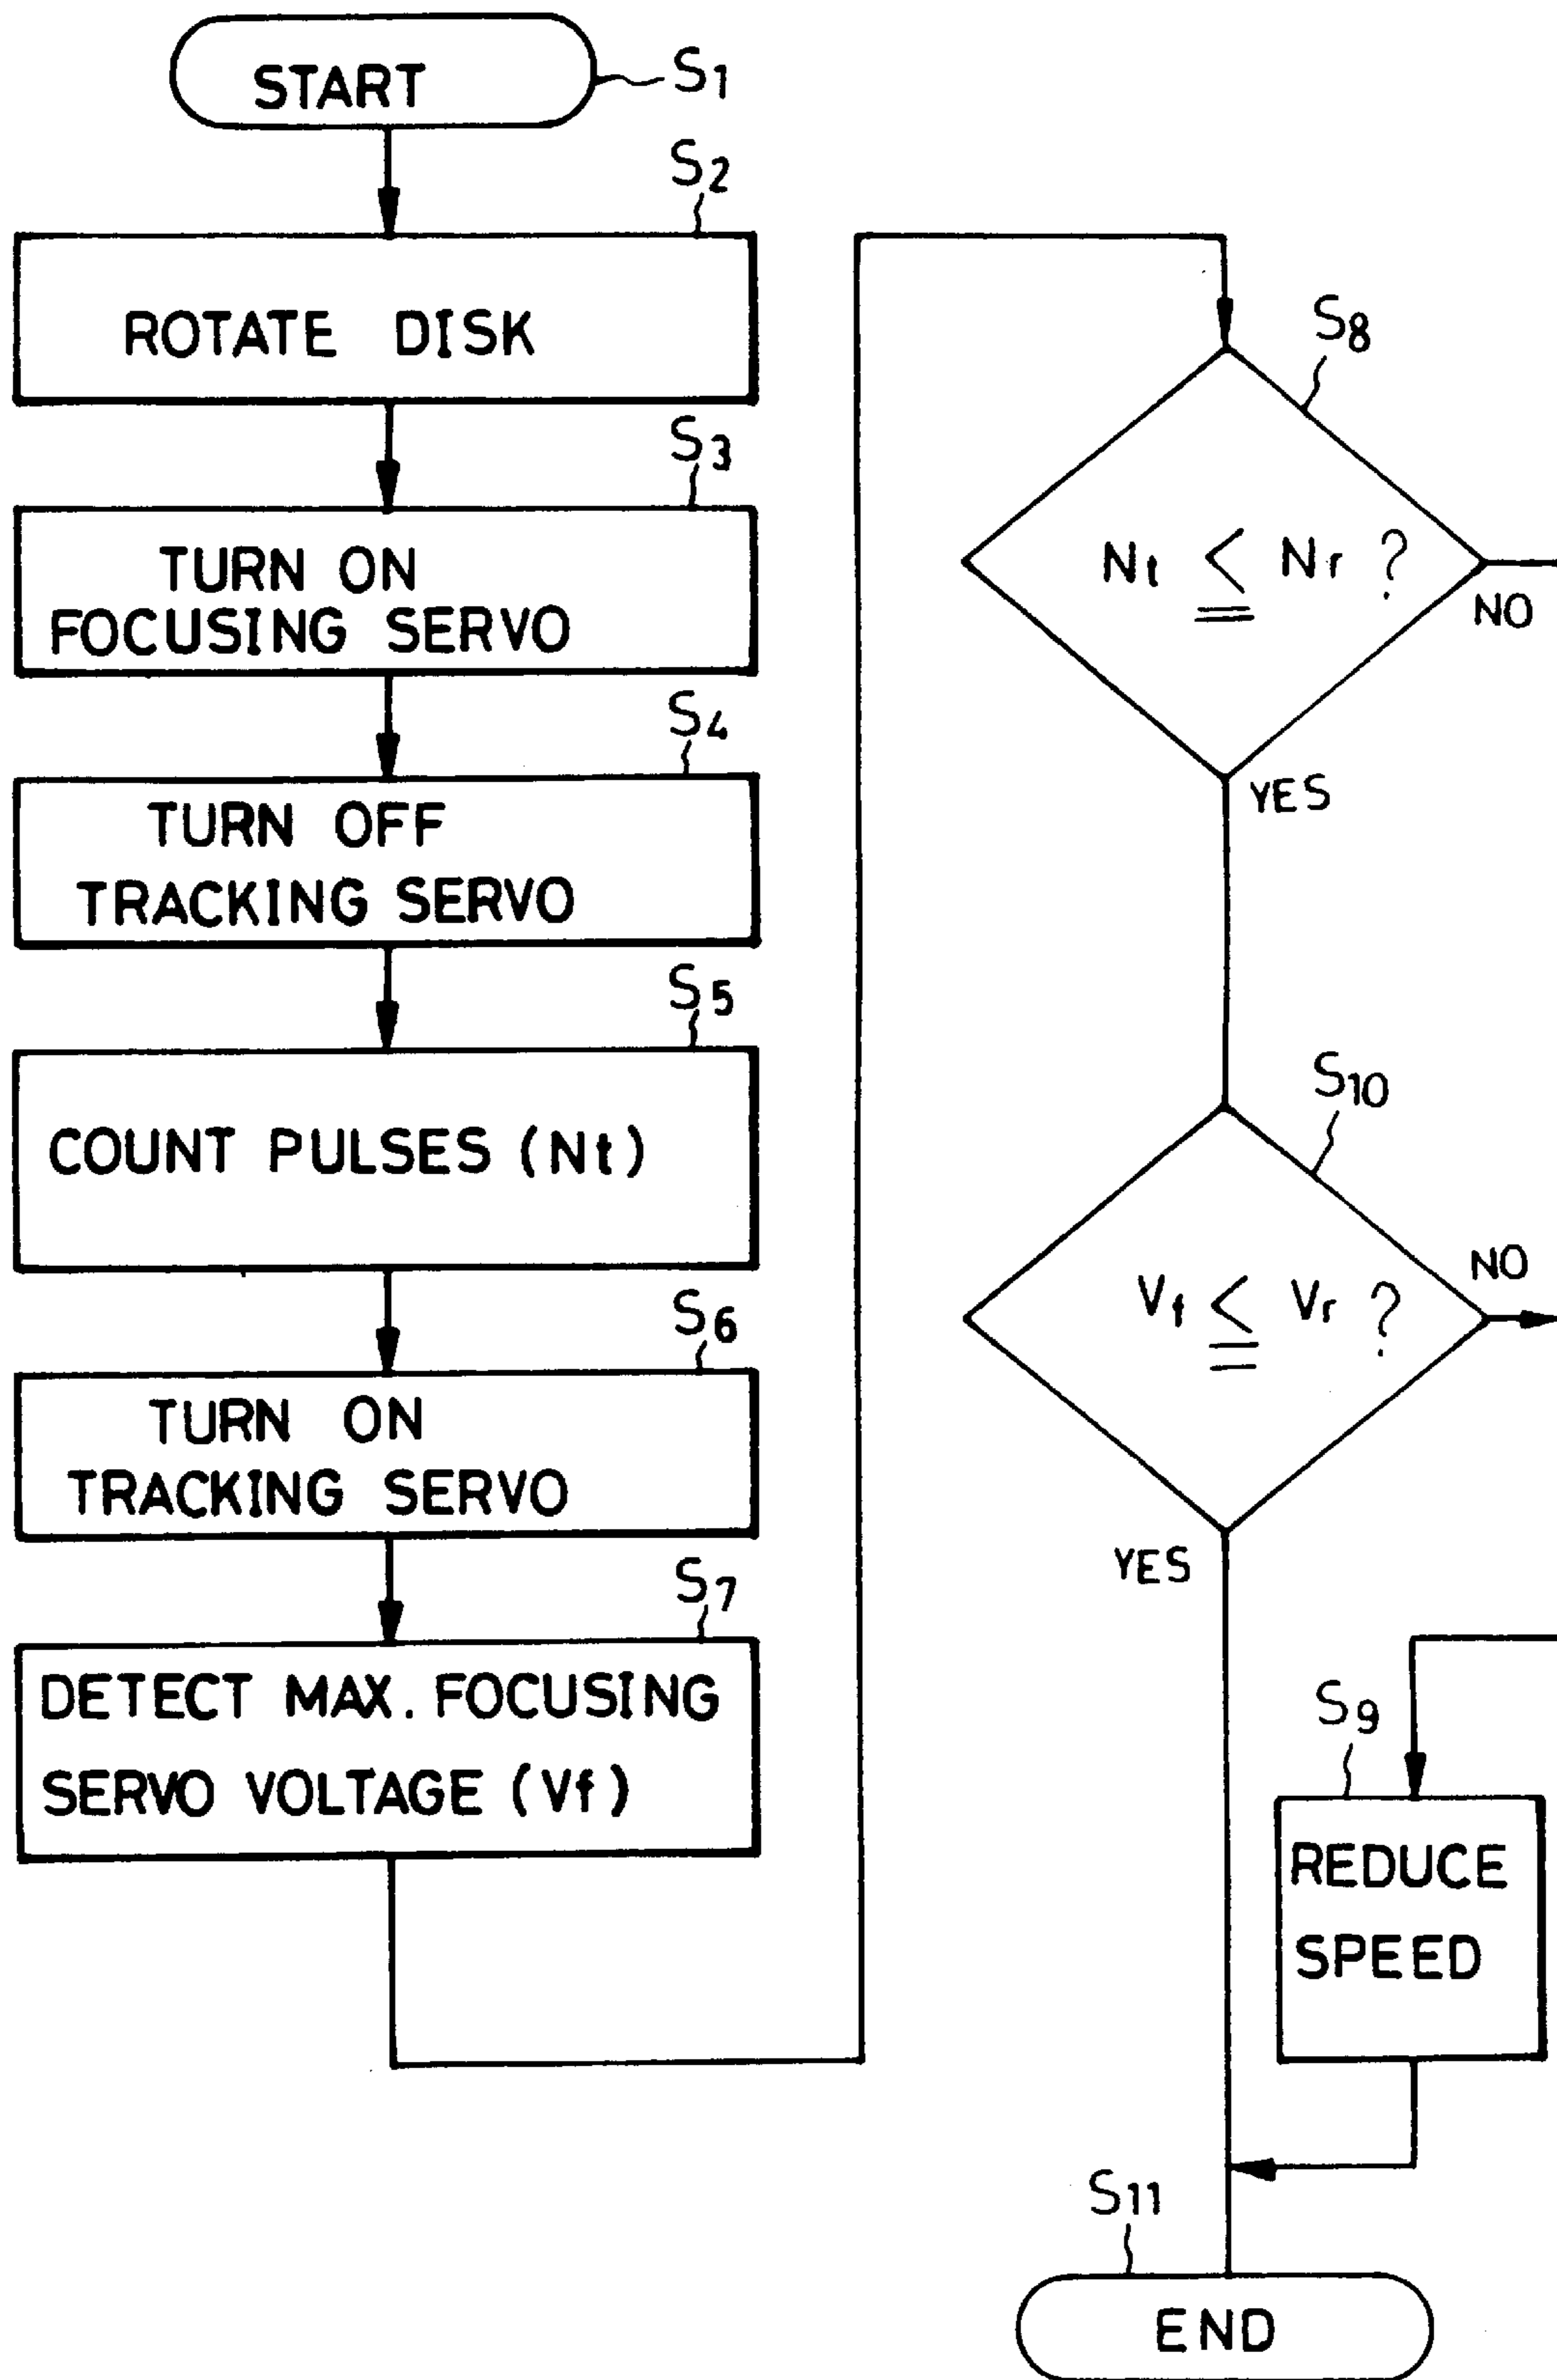 START
S1
S2
ROTATE DISK
S3
TURN ON
FOCUSING SERVO
S4
TURN OFF
TRACKING SERVO
S5
COUNT PULSES (Nt)
S6
TURN ON
TRACKING SERVO
S7
DETECT MAX. FOCUSING
SERVO VOLTAGE (Vf)
S8
Nt ≦ Nr ?
NO
YES
S10
Vf ≦ Vr ?
NO
YES
S9
REDUCE
SPEED
S11
END